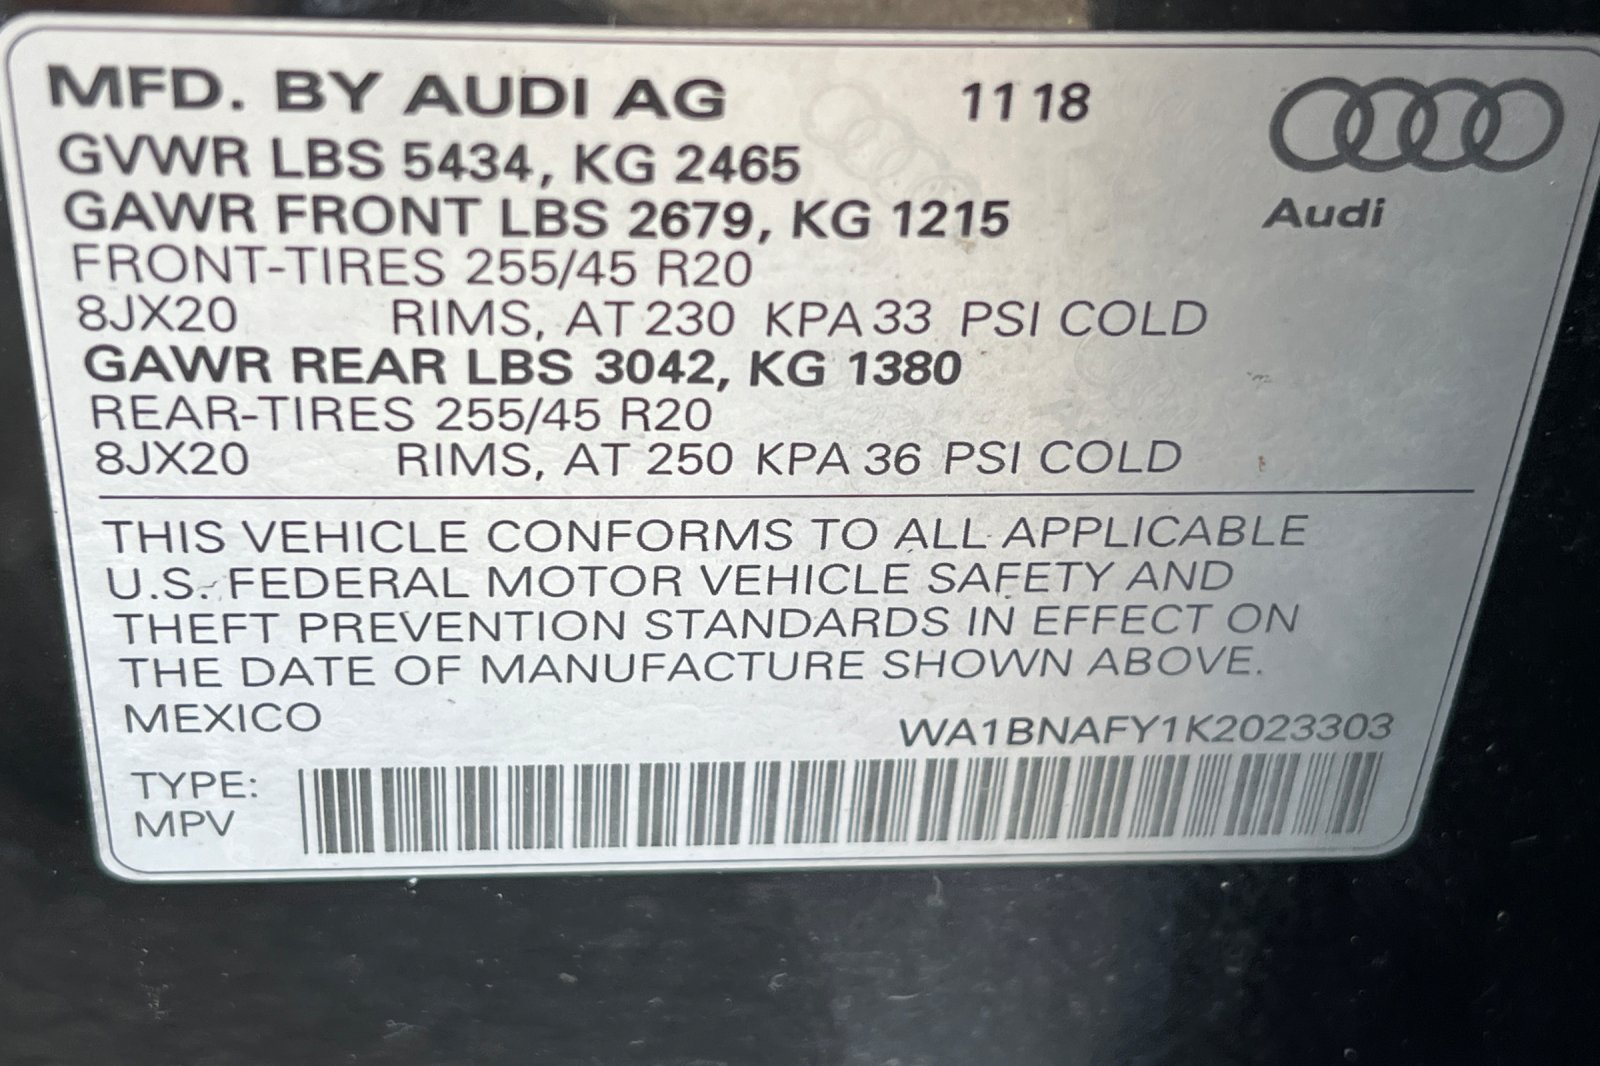 MFD. BY AUDI AG 11 18
GVWR LBS 5434, KG 2465
GAWR FRONT LBS 2679, KG 1215
Audi
FRONT-TIRES 255/45 R20
8JX20 RIMS, AT 230 KPA 33 PSI COLD
GAWR REAR LBS 3042, KG 1380
REAR-TIRES 255/45 R20
8JX20 RIMS, AT 250 KPA 36 PSI COLD
THIS VEHICLE CONFORMS TO ALL APPLICABLE
U.S. FEDERAL MOTOR VEHICLE SAFETY AND
THEFT PREVENTION STANDARDS IN EFFECT ON
THE DATE OF MANUFACTURE SHOWN ABOVE.
MEXICO WA1BNAFY1K2023303
TYPE:
MPV